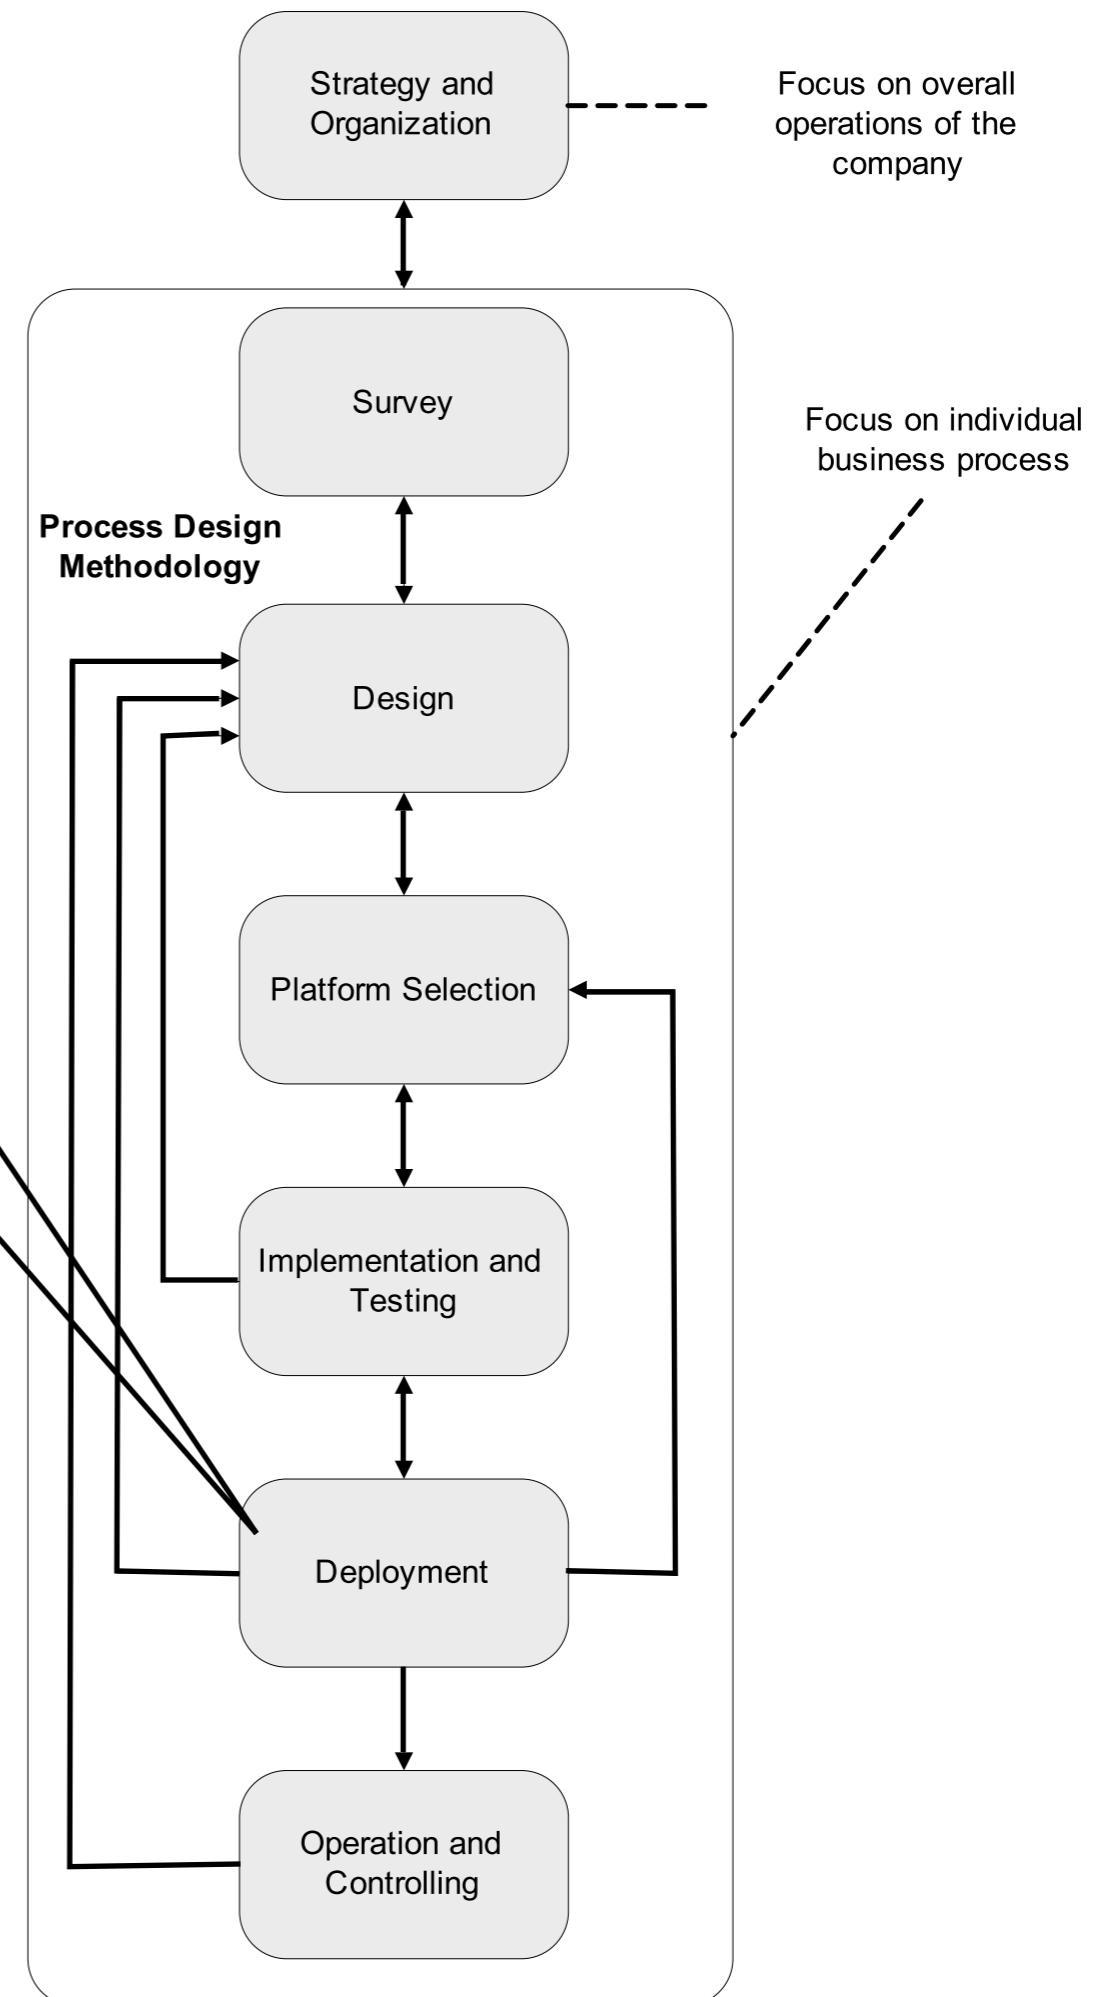 Strategy and
Organization
Focus on overall
operations of the
company
Survey
Focus on individual
business process
Process Design
Methodology
Design
Platform Selection
Implementation and
Testing
Deployment
Operation and
Controlling